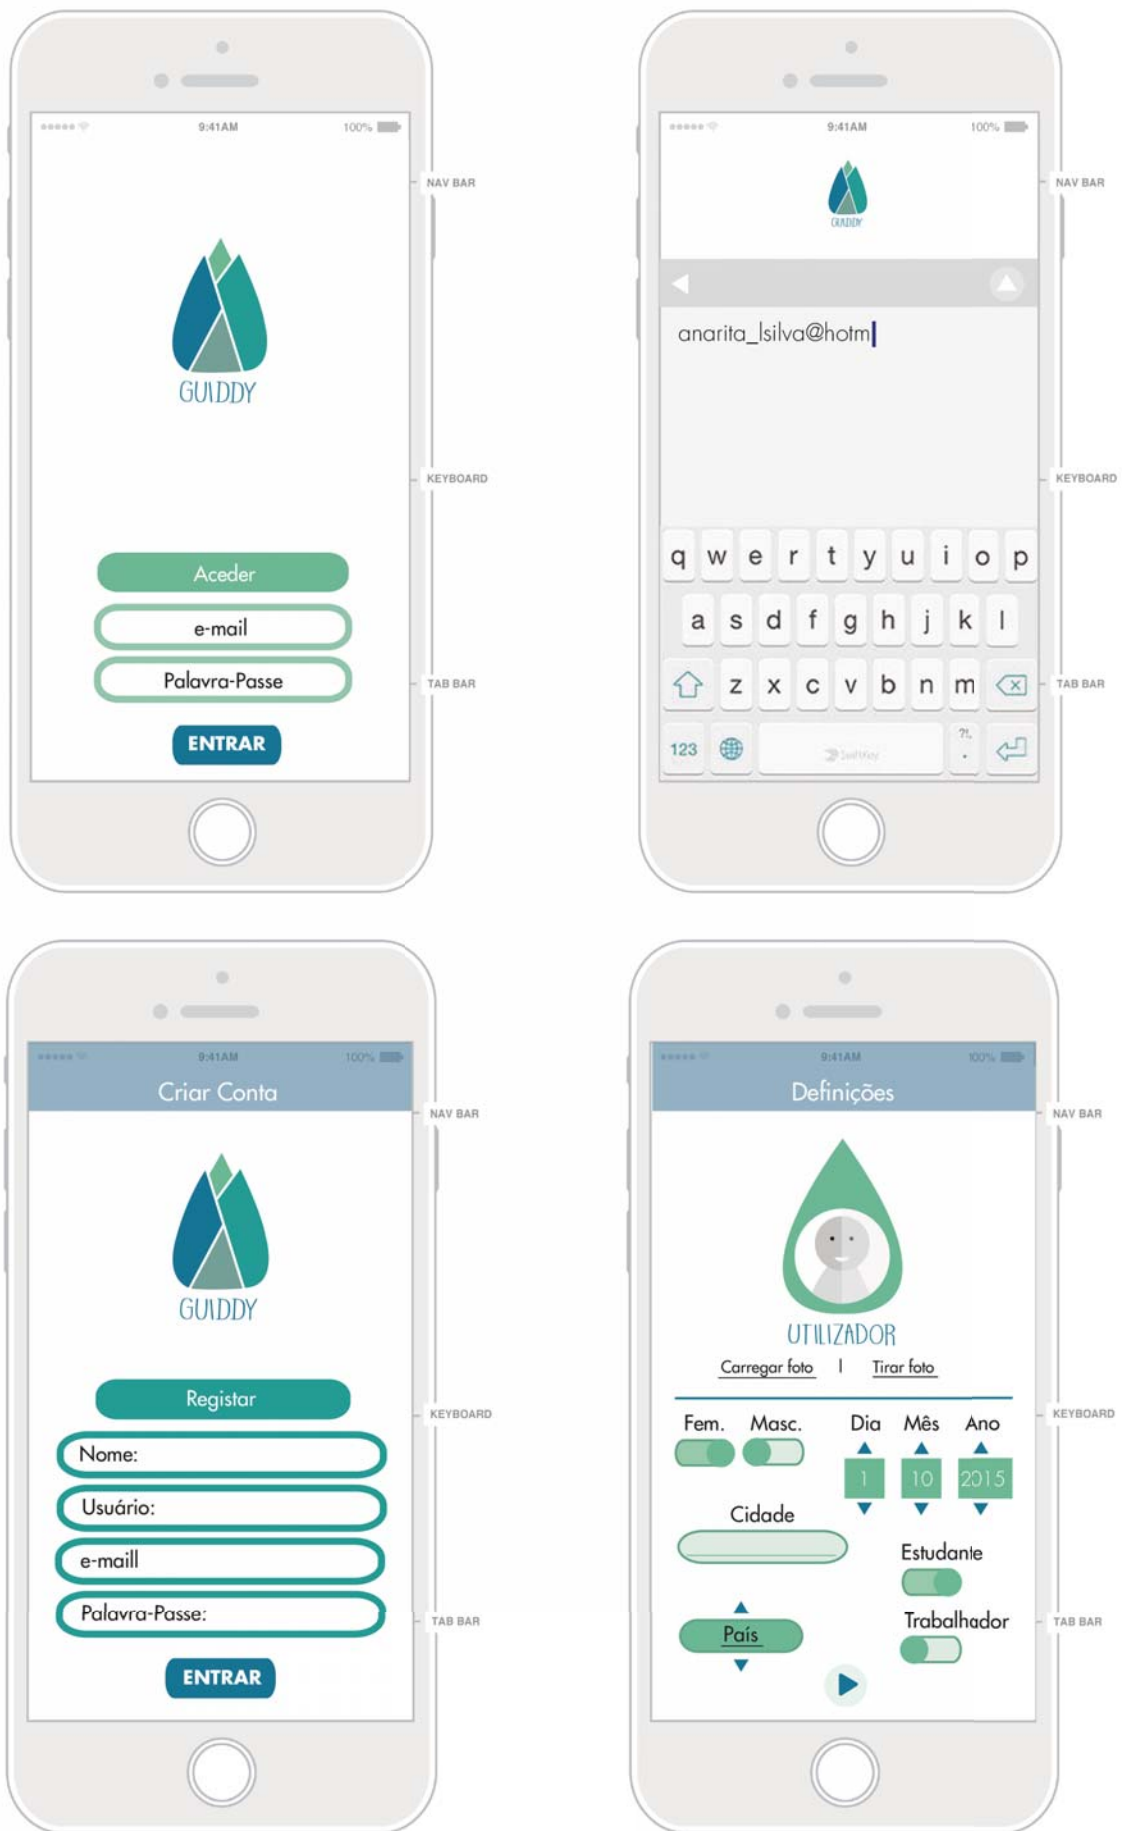 9:41AM 100%
NAV BAR
GUIDDY
KEYBOARD
Aceder
e-mail
Palavra-Passe
TAB BAR
ENTRAR
9:41AM 100%
NAV BAR
GUIDDY
anarita_lsilva@hotm
KEYBOARD
q w e r t y u i o p
a s d f g h j k l
z x c v b n m
TAB BAR
123 SwiftKey ?!, .
9:41AM 100%
Criar Conta
NAV BAR
GUIDDY
Registar
KEYBOARD
Nome:
Usuário:
e-maill
Palavra-Passe:
TAB BAR
ENTRAR
9:41AM 100%
Definições
NAV BAR
UTILIZADOR
Carregar foto | Tirar foto
Fem. Masc. Dia Mês Ano
KEYBOARD
1 10 2015
Cidade
Estudante
País
Trabalhador
TAB BAR